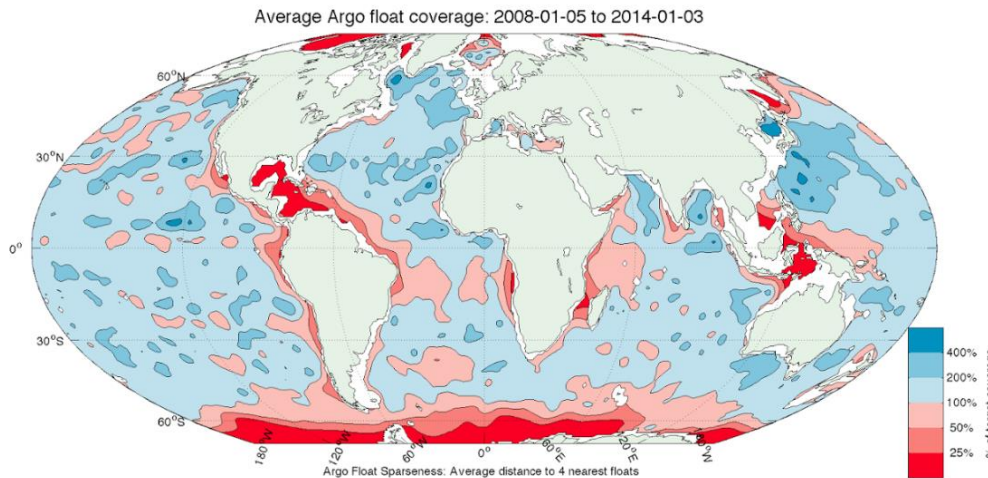 Average Argo float coverage: 2008-01-05 to 2014-01-03
60°N
30°N
0°
30°S
60°S
180°W
120°W
60°W
0°
60°E
120°E
180°W
400%
200%
100%
50%
25%
Argo Float Sparseness: Average distance to 4 nearest floats